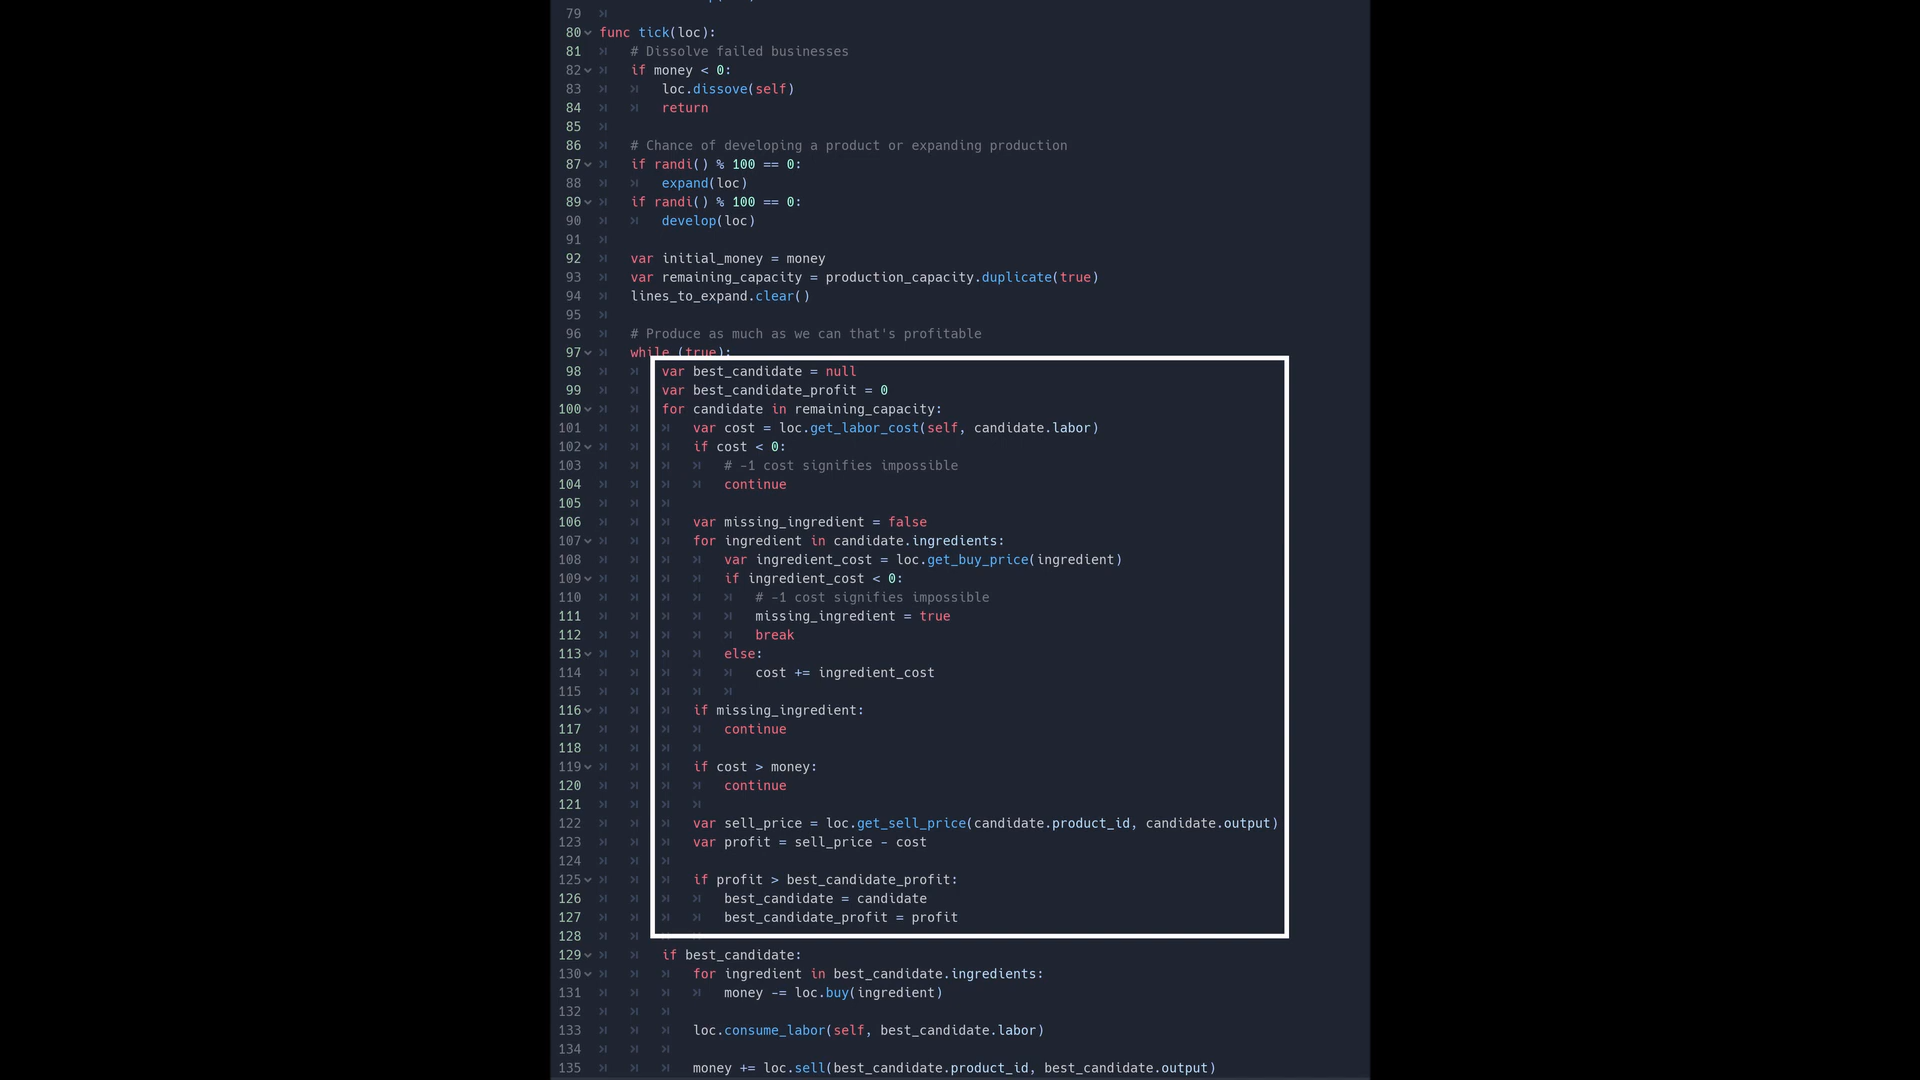 79
80 func tick(loc):
81 # Dissolve failed businesses
82 if money < 0:
83 loc.dissove(self)
84 return
85
86 # Chance of developing a product or expanding production
87 if randi() % 100 == 0:
88 expand(loc)
89 if randi() % 100 == 0:
90 develop(loc)
91
92 var initial_money = money
93 var remaining_capacity = production_capacity.duplicate(true)
94 lines_to_expand.clear()
95
96 # Produce as much as we can that's profitable
97 while (true):
98 var best_candidate = null
99 var best_candidate_profit = 0
100 for candidate in remaining_capacity:
101 var cost = loc.get_labor_cost(self, candidate.labor)
102 if cost < 0:
103 # -1 cost signifies impossible
104 continue
105
106 var missing_ingredient = false
107 for ingredient in candidate.ingredients:
108 var ingredient_cost = loc.get_buy_price(ingredient)
109 if ingredient_cost < 0:
110 # -1 cost signifies impossible
111 missing_ingredient = true
112 break
113 else:
114 cost += ingredient_cost
115
116 if missing_ingredient:
117 continue
118
119 if cost > money:
120 continue
121
122 var sell_price = loc.get_sell_price(candidate.product_id, candidate.output)
123 var profit = sell_price - cost
124
125 if profit > best_candidate_profit:
126 best_candidate = candidate
127 best_candidate_profit = profit
128
129 if best_candidate:
130 for ingredient in best_candidate.ingredients:
131 money -= loc.buy(ingredient)
132
133 loc.consume_labor(self, best_candidate.labor)
134
135 money += loc.sell(best_candidate.product_id, best_candidate.output)